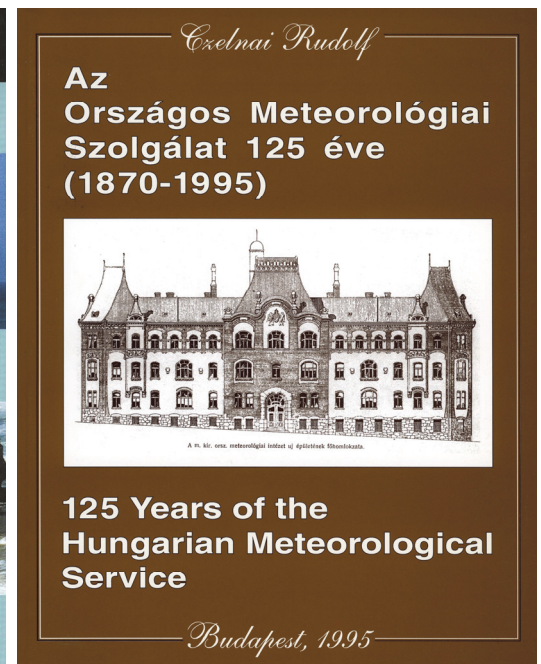 Czelnai Rudolf
Az
Országos Meteorológiai
Szolgálat 125 éve
(1870-1995)
A m. kir. orsz. meteorológiai intézet uj épületének főhomlokzata.
125 Years of the
Hungarian Meteorological
Service
Budapest, 1995